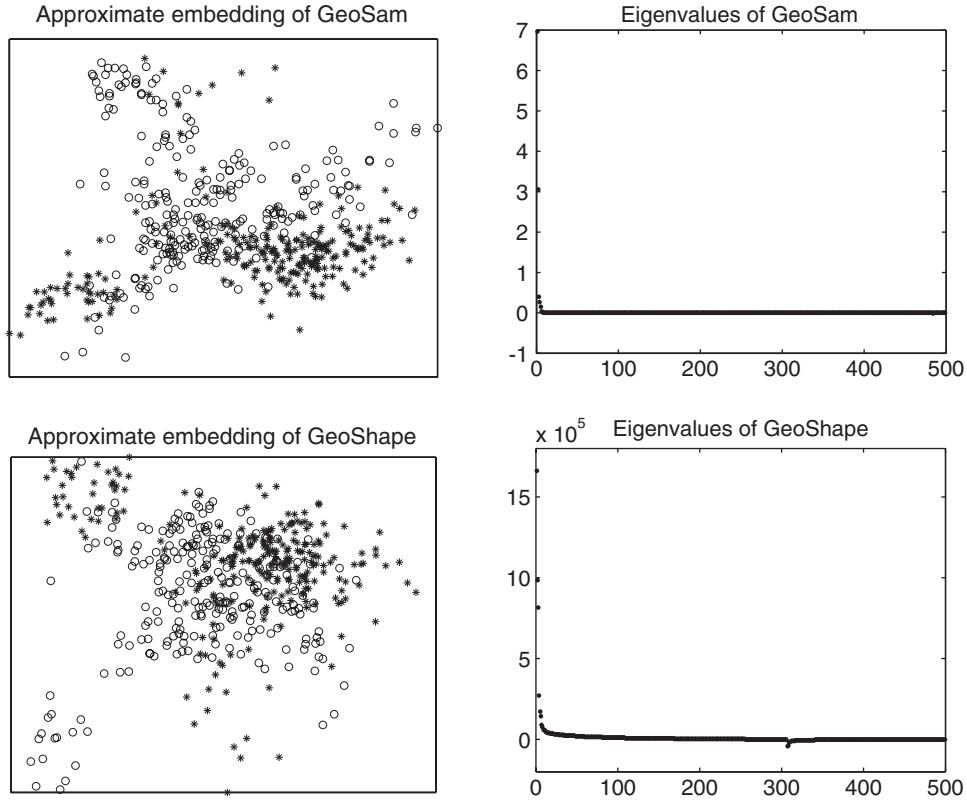 Approximate embedding of GeoSam
Eigenvalues of GeoSam
7
6
5
4
3
2
1
0
-1
0 100 200 300 400 500
Approximate embedding of GeoShape
Eigenvalues of GeoShape
x 10^5
15
10
5
0
0 100 200 300 400 500